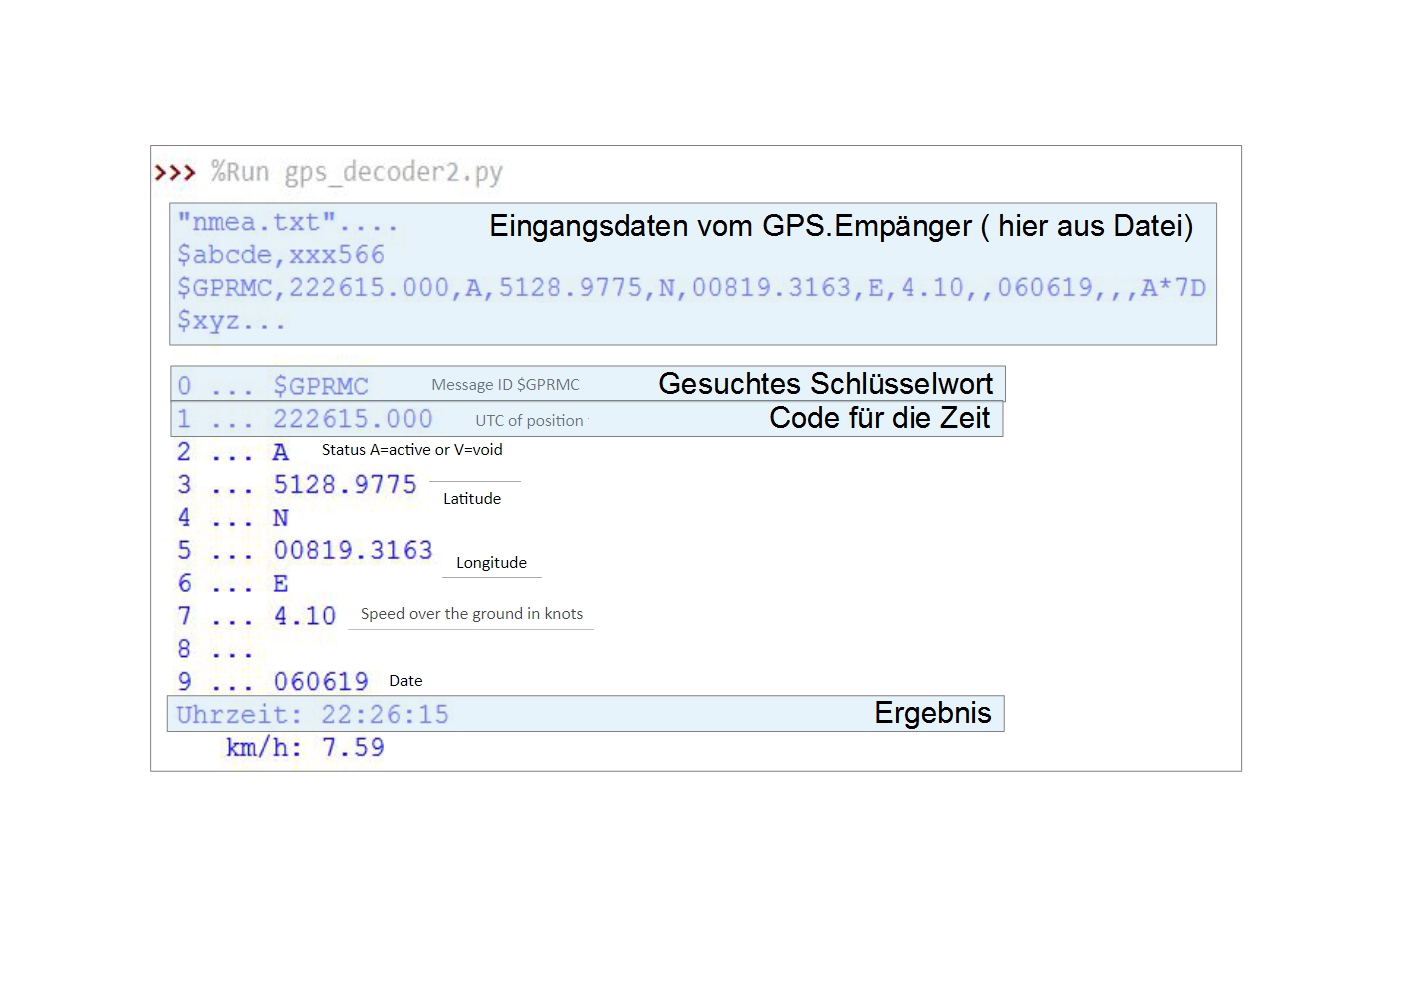 >>> %Run gps_decoder2.py
"nmea.txt".... Eingangsdaten vom GPS.Empänger ( hier aus Datei)
$abcde,xxx566
$GPRMC,222615.000,A,5128.9775,N,00819.3163,E,4.10,,060619,,,A*7D
$xyz...
0 ... $GPRMC Message ID $GPRMC Gesuchtes Schlüsselwort
1 ... 222615.000 UTC of position Code für die Zeit
2 ... A Status A=active or V=void
3 ... 5128.9775
Latitude
4 ... N
5 ... 00819.3163
Longitude
6 ... E
7 ... 4.10 Speed over the ground in knots
8 ...
9 ... 060619 Date
Uhrzeit: 22:26:15 Ergebnis
km/h: 7.59